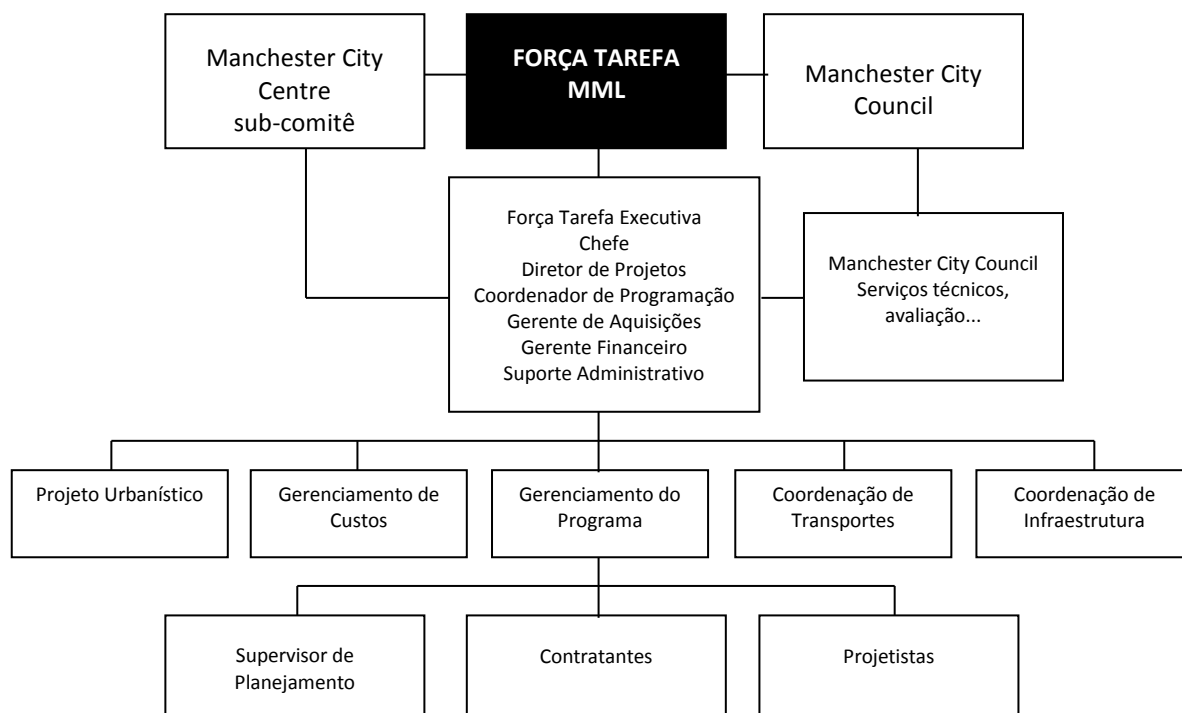 Manchester City
Centre
sub-comitê
FORÇA TAREFA
MML
Manchester City
Council
Força Tarefa Executiva
Chefe
Diretor de Projetos
Coordenador de Programação
Gerente de Aquisições
Gerente Financeiro
Suporte Administrativo
Manchester City Council
Serviços técnicos,
avaliação...
Projeto Urbanístico
Gerenciamento de
Custos
Gerenciamento do
Programa
Coordenação de
Transportes
Coordenação de
Infraestrutura
Supervisor de
Planejamento
Contratantes
Projetistas